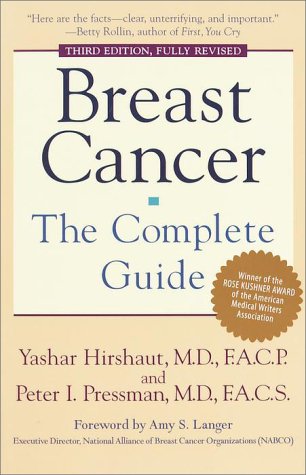 "Here are the facts—clear, unterrifying, and important."
—Betty Rollin, author of First, You Cry
THIRD EDITION, FULLY REVISED
Breast
Cancer
The Complete
Guide
Winner of the
ROSE KUSHNER AWARD
of the American
Medical Writers
Association
Yashar Hirshaut, M.D., F.A.C.P.
and
Peter I. Pressman, M.D., F.A.C.S.
Foreword by Amy S. Langer
Executive Director, National Alliance of Breast Cancer Organizations (NABCO)